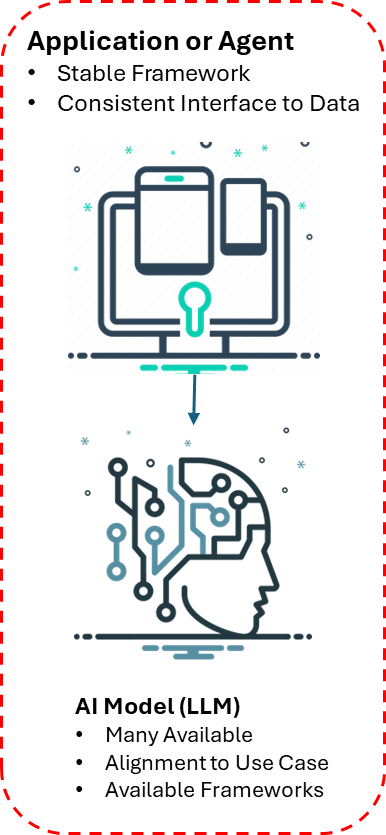 Application or Agent
• Stable Framework
• Consistent Interface to Data
AI Model (LLM)
• Many Available
• Alignment to Use Case
• Available Frameworks